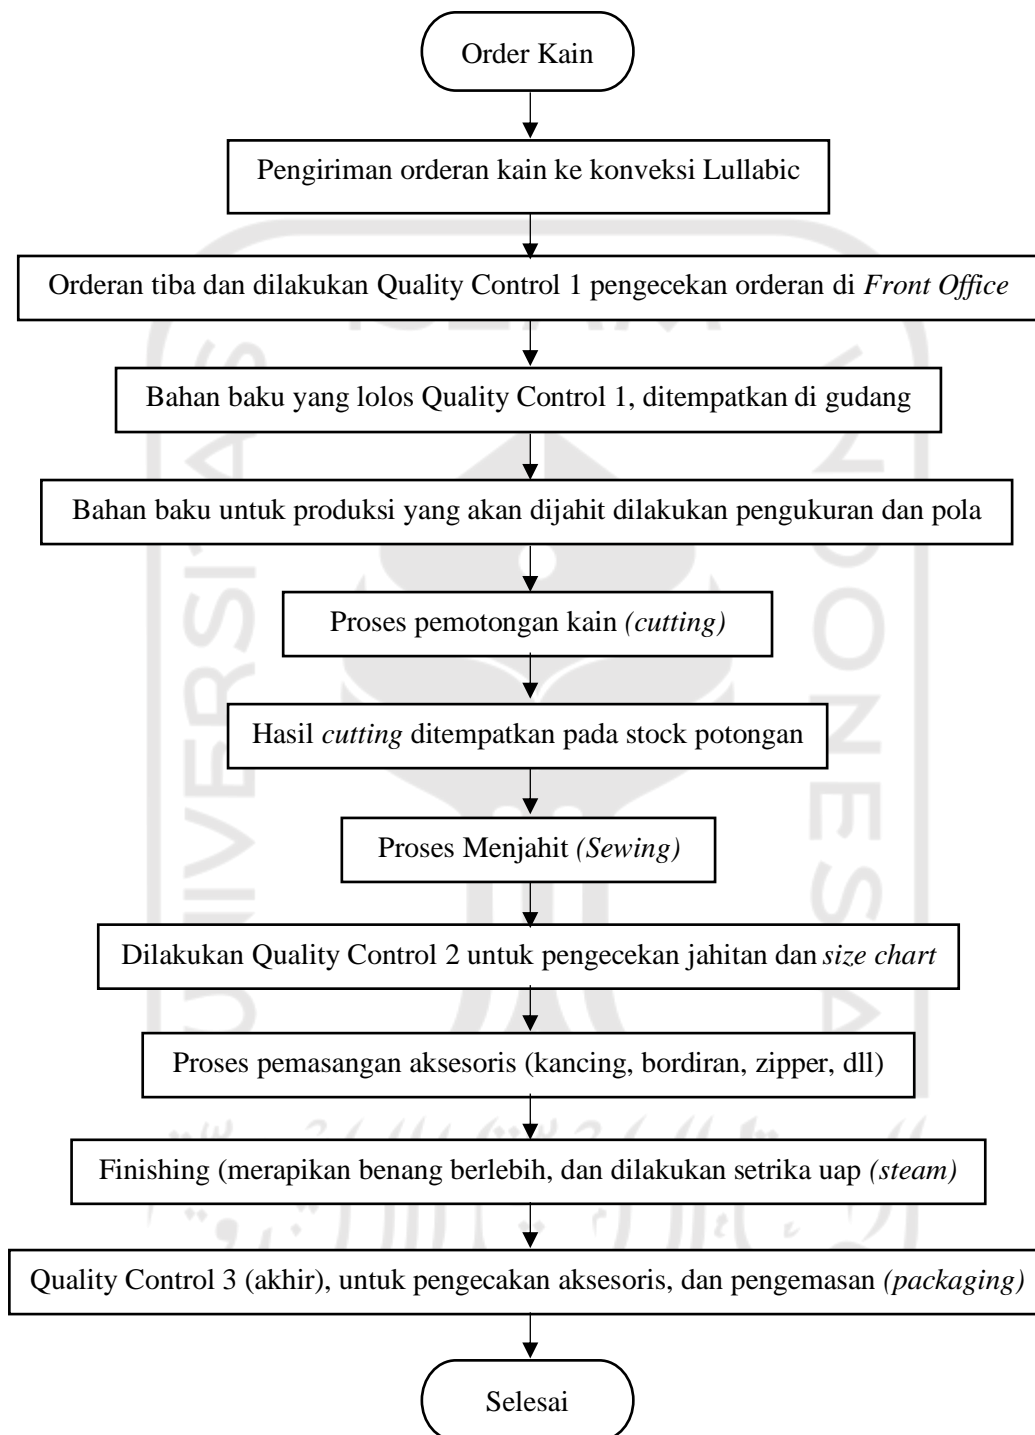 Order Kain
Pengiriman orderan kain ke konveksi Lullabic
Orderan tiba dan dilakukan Quality Control 1 pengecekan orderan di Front Office
Bahan baku yang lolos Quality Control 1, ditempatkan di gudang
Bahan baku untuk produksi yang akan dijahit dilakukan pengukuran dan pola
Proses pemotongan kain (cutting)
Hasil cutting ditempatkan pada stock potongan
Proses Menjahit (Sewing)
Dilakukan Quality Control 2 untuk pengecekan jahitan dan size chart
Proses pemasangan aksesoris (kancing, bordiran, zipper, dll)
Finishing (merapikan benang berlebih, dan dilakukan setrika uap (steam)
Quality Control 3 (akhir), untuk pengecakan aksesoris, dan pengemasan (packaging)
Selesai